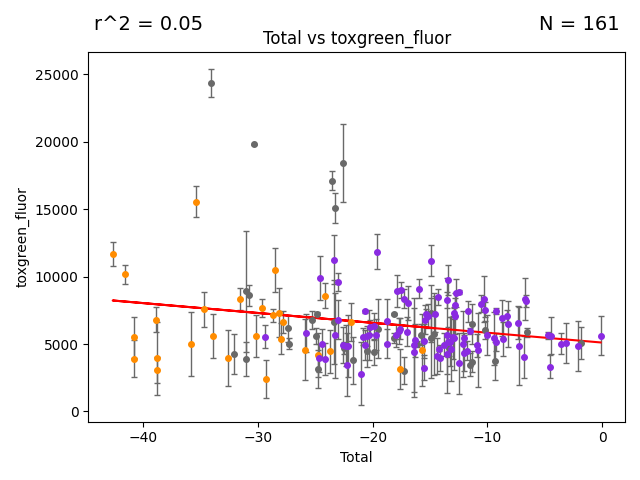 r^2 = 0.05
N = 161
Total vs toxgreen_fluor
25000
20000
15000
10000
5000
0
toxgreen_fluor
−40
−30
−20
−10
0
Total